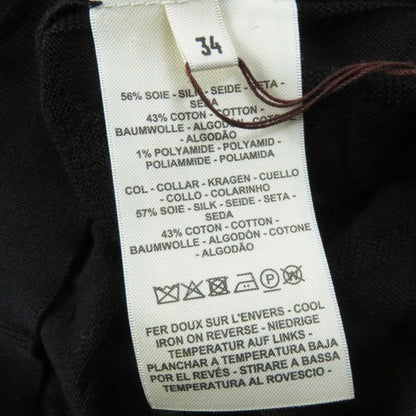 34
56% SOIE - SILK - SEIDE - SETA -
SEDA
43% COTON - COTTON -
BAUMWOLLE - ALGODÓN -
ALGODÃO
1% POLYAMIDE - POLYAMID -
POLIAMMIDE - POLIAMIDA
COL - COLLAR - KRAGEN - CUELLO
- COLLO - COLARINHO
57% SOIE - SILK - SEIDE - SETA -
SEDA
43% COTON - COTTON -
BAUMWOLLE - ALGODÓN - COTONE
- ALGODÃO
P
FER DOUX SUR L'ENVERS - COOL
IRON ON REVERSE - NIEDRIGE
TEMPERATUR AUF LINKS -
PLANCHAR A TEMPERATURA BAJA
POR EL REVÉS - STIRARE A BASSA
TEMPERATURA AL ROVESCIO -